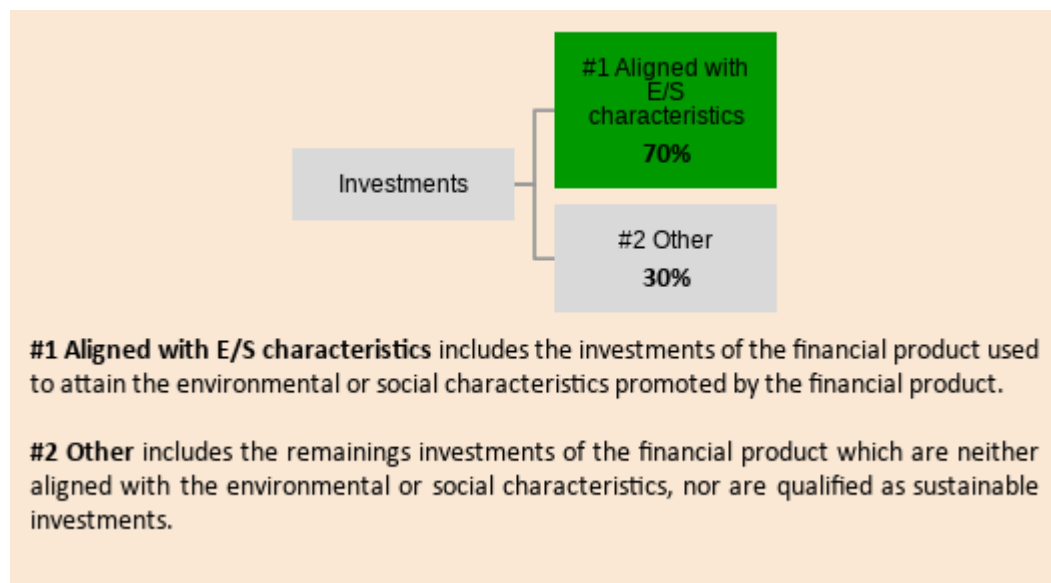 #1 Aligned with
E/S
characteristics
70%
Investments
#2 Other
30%
#1 Aligned with E/S characteristics includes the investments of the financial product used
to attain the environmental or social characteristics promoted by the financial product.
#2 Other includes the remainings investments of the financial product which are neither
aligned with the environmental or social characteristics, nor are qualified as sustainable
investments.